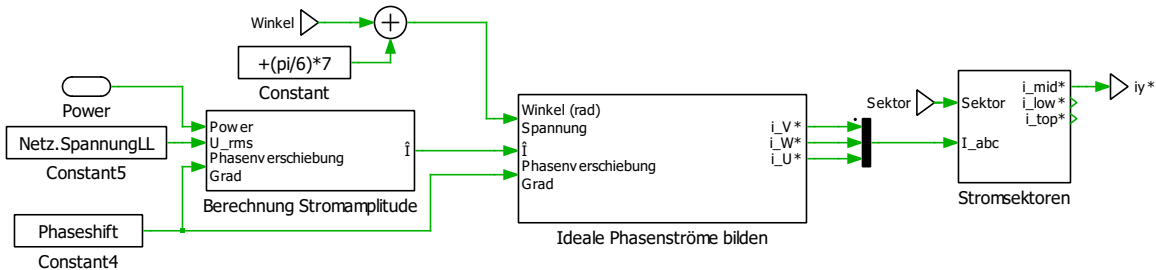 Winkel
+
+(pi/6)*7
Constant
Power
Netz.SpannungLL
Constant5
Phaseshift
Constant4
Power
U_rms
Phasenverschiebung
Grad
Î
Berechnung Stromamplitude
Winkel (rad)
Spannung
Î
Phasenverschiebung
Grad
i_V*
i_W*
i_U*
Ideale Phasenströme bilden
Sektor
Sektor
I_abc
i_mid*
i_low*
i_top*
Stromsektoren
iy*